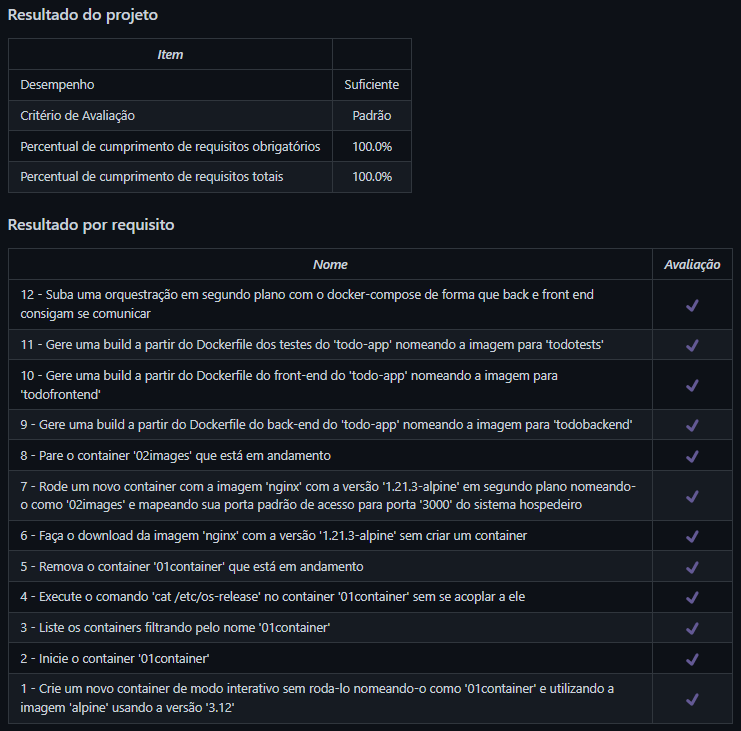 Resultado do projeto
Item
Desempenho Suficiente
Critério de Avaliação Padrão
Percentual de cumprimento de requisitos obrigatórios 100.0%
Percentual de cumprimento de requisitos totais 100.0%
Resultado por requisito
Nome Avaliação
12 - Suba uma orquestração em segundo plano com o docker-compose de forma que back e front end
consigam se comunicar
11 - Gere uma build a partir do Dockerfile dos testes do 'todo-app' nomeando a imagem para 'todotests'
10 - Gere uma build a partir do Dockerfile do front-end do 'todo-app' nomeando a imagem para
'todofrontend'
9 - Gere uma build a partir do Dockerfile do back-end do 'todo-app' nomeando a imagem para 'todobackend'
8 - Pare o container '02images' que está em andamento
7 - Rode um novo container com a imagem 'nginx' com a versão '1.21.3-alpine' em segundo plano nomeando-
o como '02images' e mapeando sua porta padrão de acesso para porta '3000' do sistema hospedeiro
6 - Faça o download da imagem 'nginx' com a versão '1.21.3-alpine' sem criar um container
5 - Remova o container '01container' que está em andamento
4 - Execute o comando 'cat /etc/os-release' no container '01container' sem se acoplar a ele
3 - Liste os containers filtrando pelo nome '01container'
2 - Inicie o container '01container'
1 - Crie um novo container de modo interativo sem roda-lo nomeando-o como '01container' e utilizando a
imagem 'alpine' usando a versão '3.12'